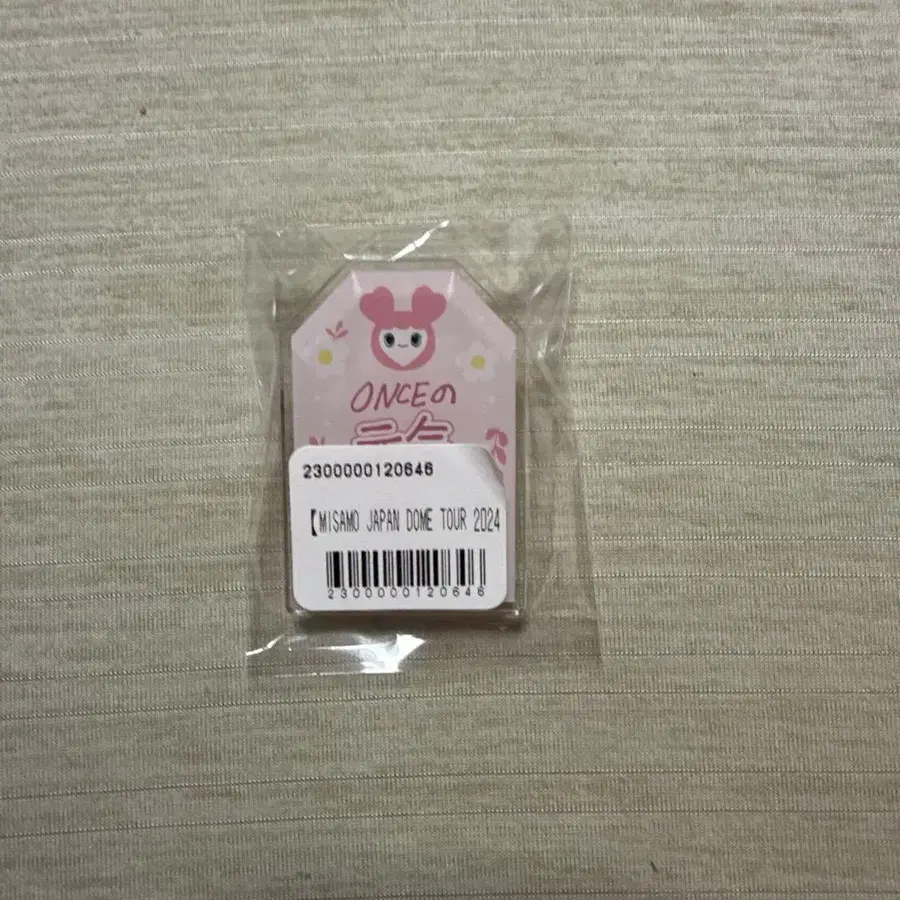 ONCEの
2300000120646
【MISAMO JAPAN DOME TOUR 2024
2300000120646